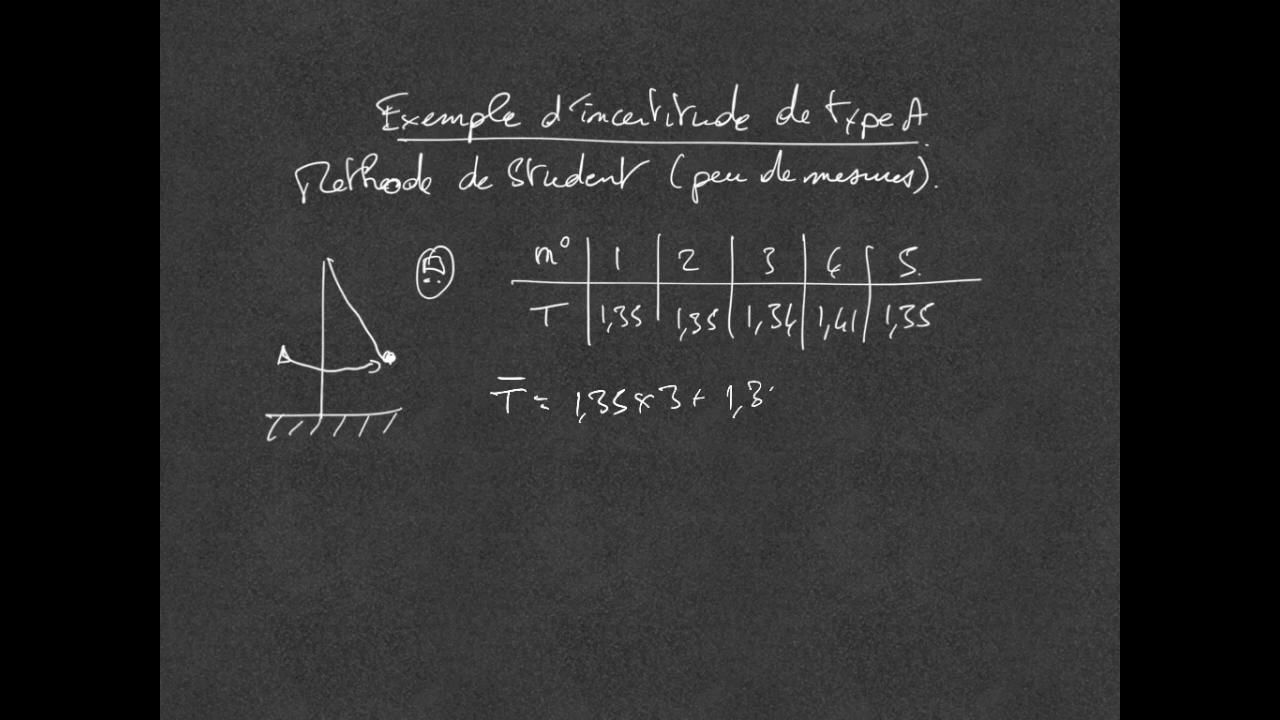 Exemple d'incertitude de type A.
Méthode de Student (peu de mesures).
n° 1 2 3 4 5
T 1,35 1,35 1,34 1,41 1,35
T̅ = 1,35 × 3 + 1,3